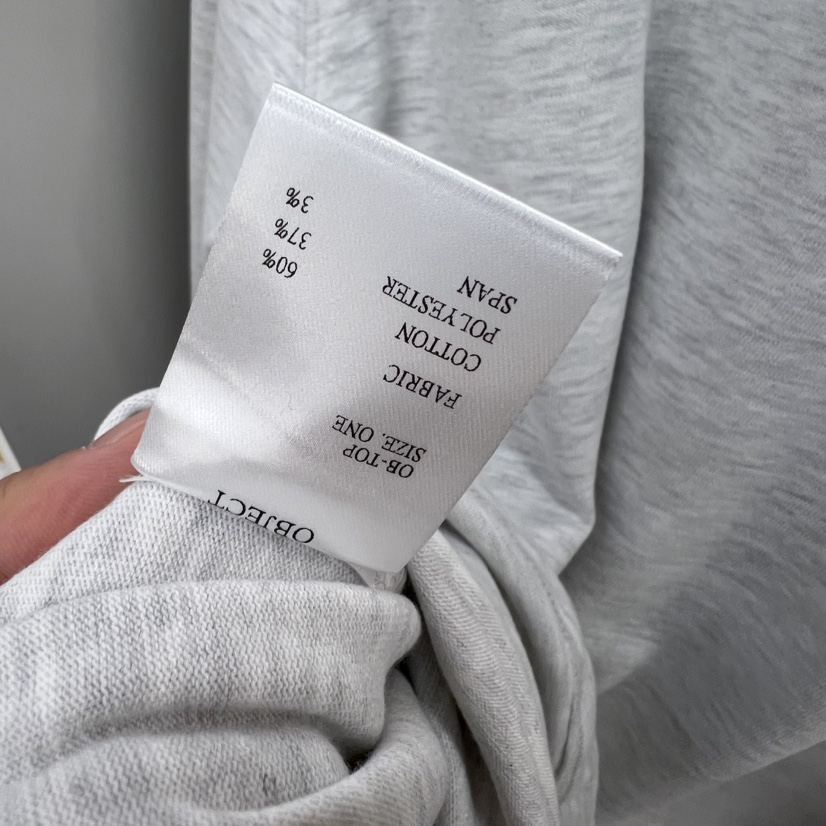 OBJECT
OB-TOP
SIZE. ONE
FABRIC
COTTON 60%
POLYESTER 37%
SPAN 3%